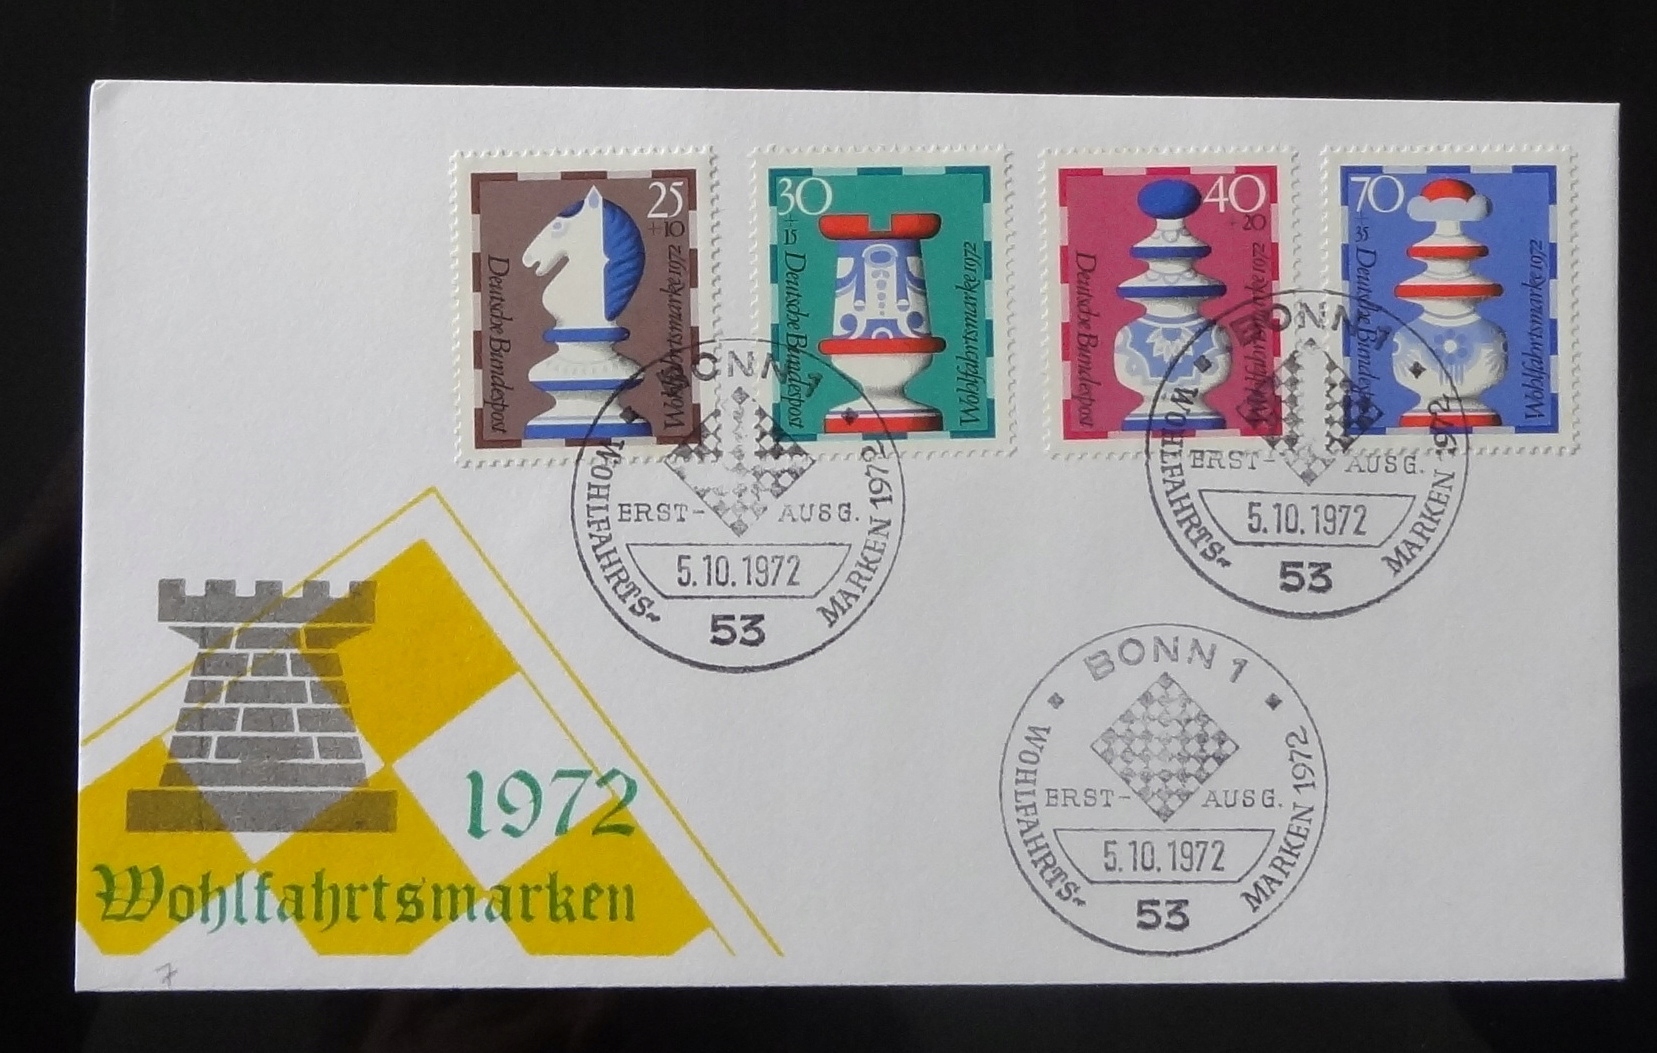 25
+10
Deutsche Bundespost
Wohlfahrtsmarke 1972
30
+
15
Deutsche Bundespost
Wohlfahrtsmarke 1972
40
+20
Deutsche Bundespost
Wohlfahrtsmarke 1972
70
+
35
Deutsche Bundespost
Wohlfahrtsmarke 1972
BONN 1
ERST- AUSG.
5.10.1972
53
WOHLFAHRTS- MARKEN 1972
BONN 1
ERST- AUSG.
5.10.1972
53
WOHLFAHRTS- MARKEN 1972
BONN 1
ERST- AUSG.
5.10.1972
53
WOHLFAHRTS- MARKEN 1972
1972
Wohlfahrtsmarken
7